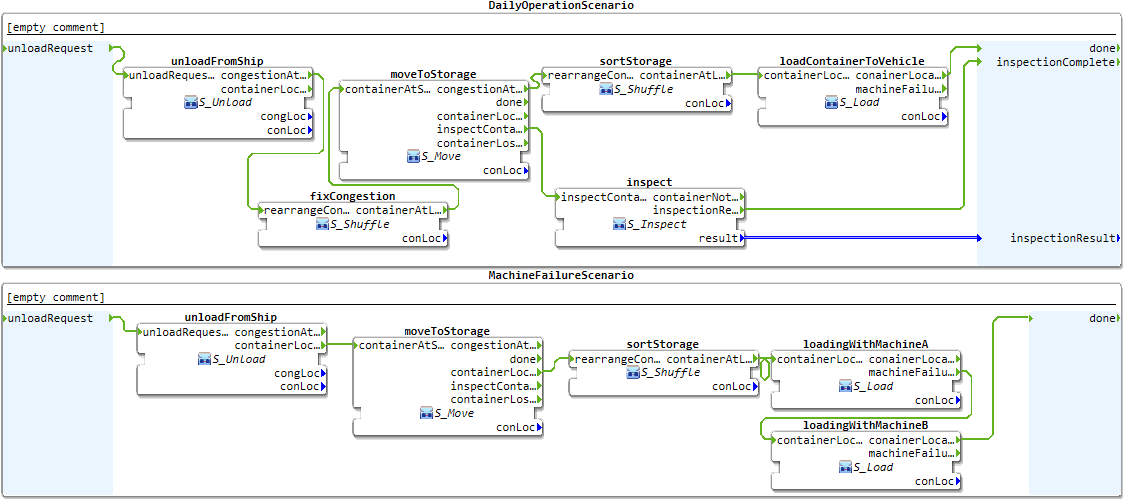 DailyOperationScenario
[empty comment]
unloadRequest
done
inspectionComplete
inspectionResult
unloadFromShip
unloadReques… congestionAt…
containerLoc…
S_Unload
congLoc
conLoc
moveToStorage
containerAtS… congestionAt…
done
containerLoc…
inspectConta…
containerLos…
S_Move
conLoc
sortStorage
rearrangeCon… containerAtL…
S_Shuffle
conLoc
loadContainerToVehicle
containerLoc… conainerLoca…
machineFailu…
S_Load
conLoc
fixCongestion
rearrangeCon… containerAtL…
S_Shuffle
conLoc
inspect
inspectConta… containerNot…
inspectionRe…
S_Inspect
result
MachineFailureScenario
[empty comment]
unloadRequest
done
unloadFromShip
unloadReques… congestionAt…
containerLoc…
S_Unload
congLoc
conLoc
moveToStorage
containerAtS… congestionAt…
done
containerLoc…
inspectConta…
containerLos…
S_Move
conLoc
sortStorage
rearrangeCon… containerAtL…
S_Shuffle
conLoc
loadingWithMachineA
containerLoc… conainerLoca…
machineFailu…
S_Load
conLoc
loadingWithMachineB
containerLoc… conainerLoca…
machineFailu…
S_Load
conLoc